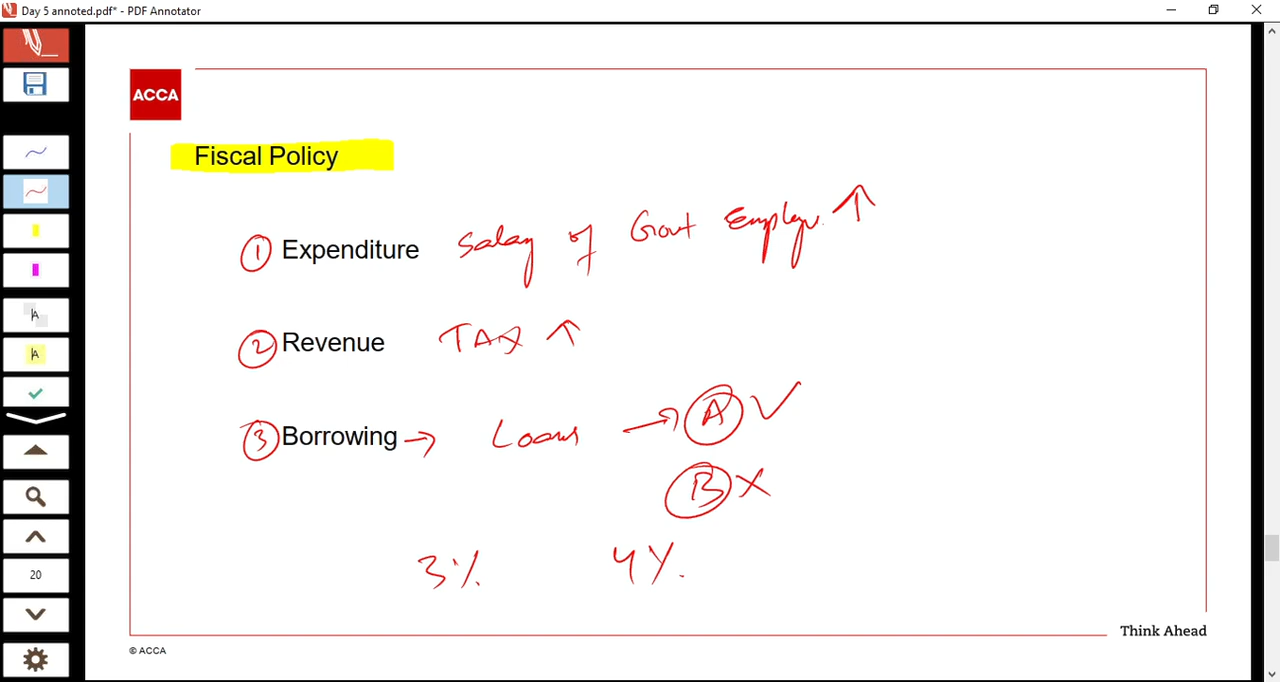 Day 5 annoted.pdf* - PDF Annotator
ACCA
Fiscal Policy
① Expenditure Salary of Govt ↑
② Revenue TAX ↑
③ Borrowing → Loans → A ✓
B ✗
3% 4%
20
Think Ahead
© ACCA